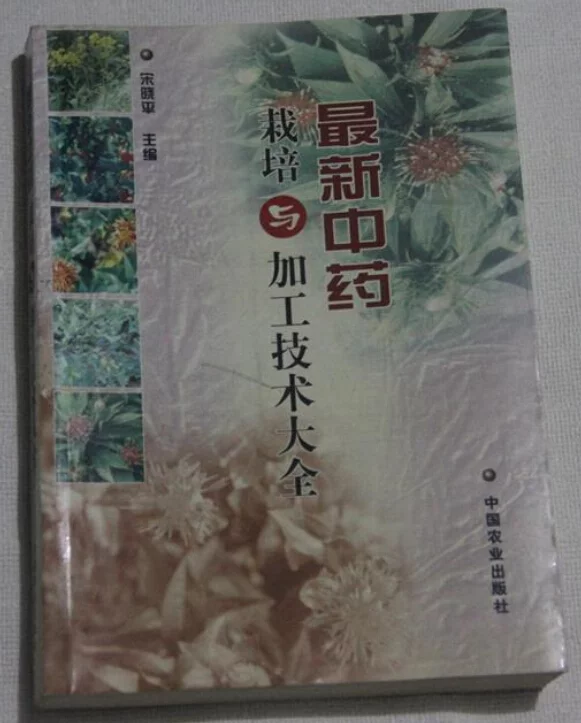 最新中药
栽培与加工技术大全
宋晓平 主编
中国农业出版社